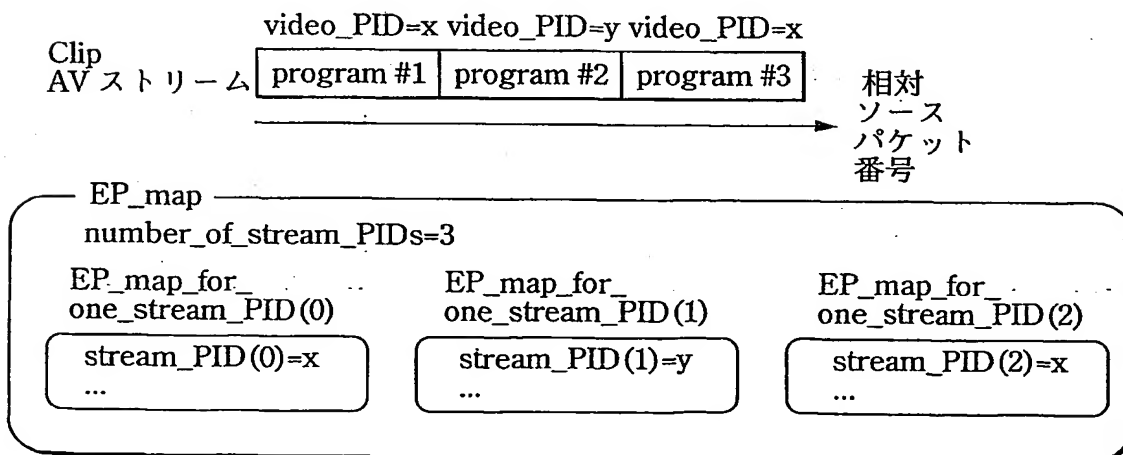 video_PID=x video_PID=y video_PID=x
Clip
AVストリーム
program #1 program #2 program #3
相対
ソース
パケット
番号
EP_map
number_of_stream_PIDs=3
EP_map_for_
one_stream_PID(0)
stream_PID(0)=x
...
EP_map_for_
one_stream_PID(1)
stream_PID(1)=y
...
EP_map_for_
one_stream_PID(2)
stream_PID(2)=x
...